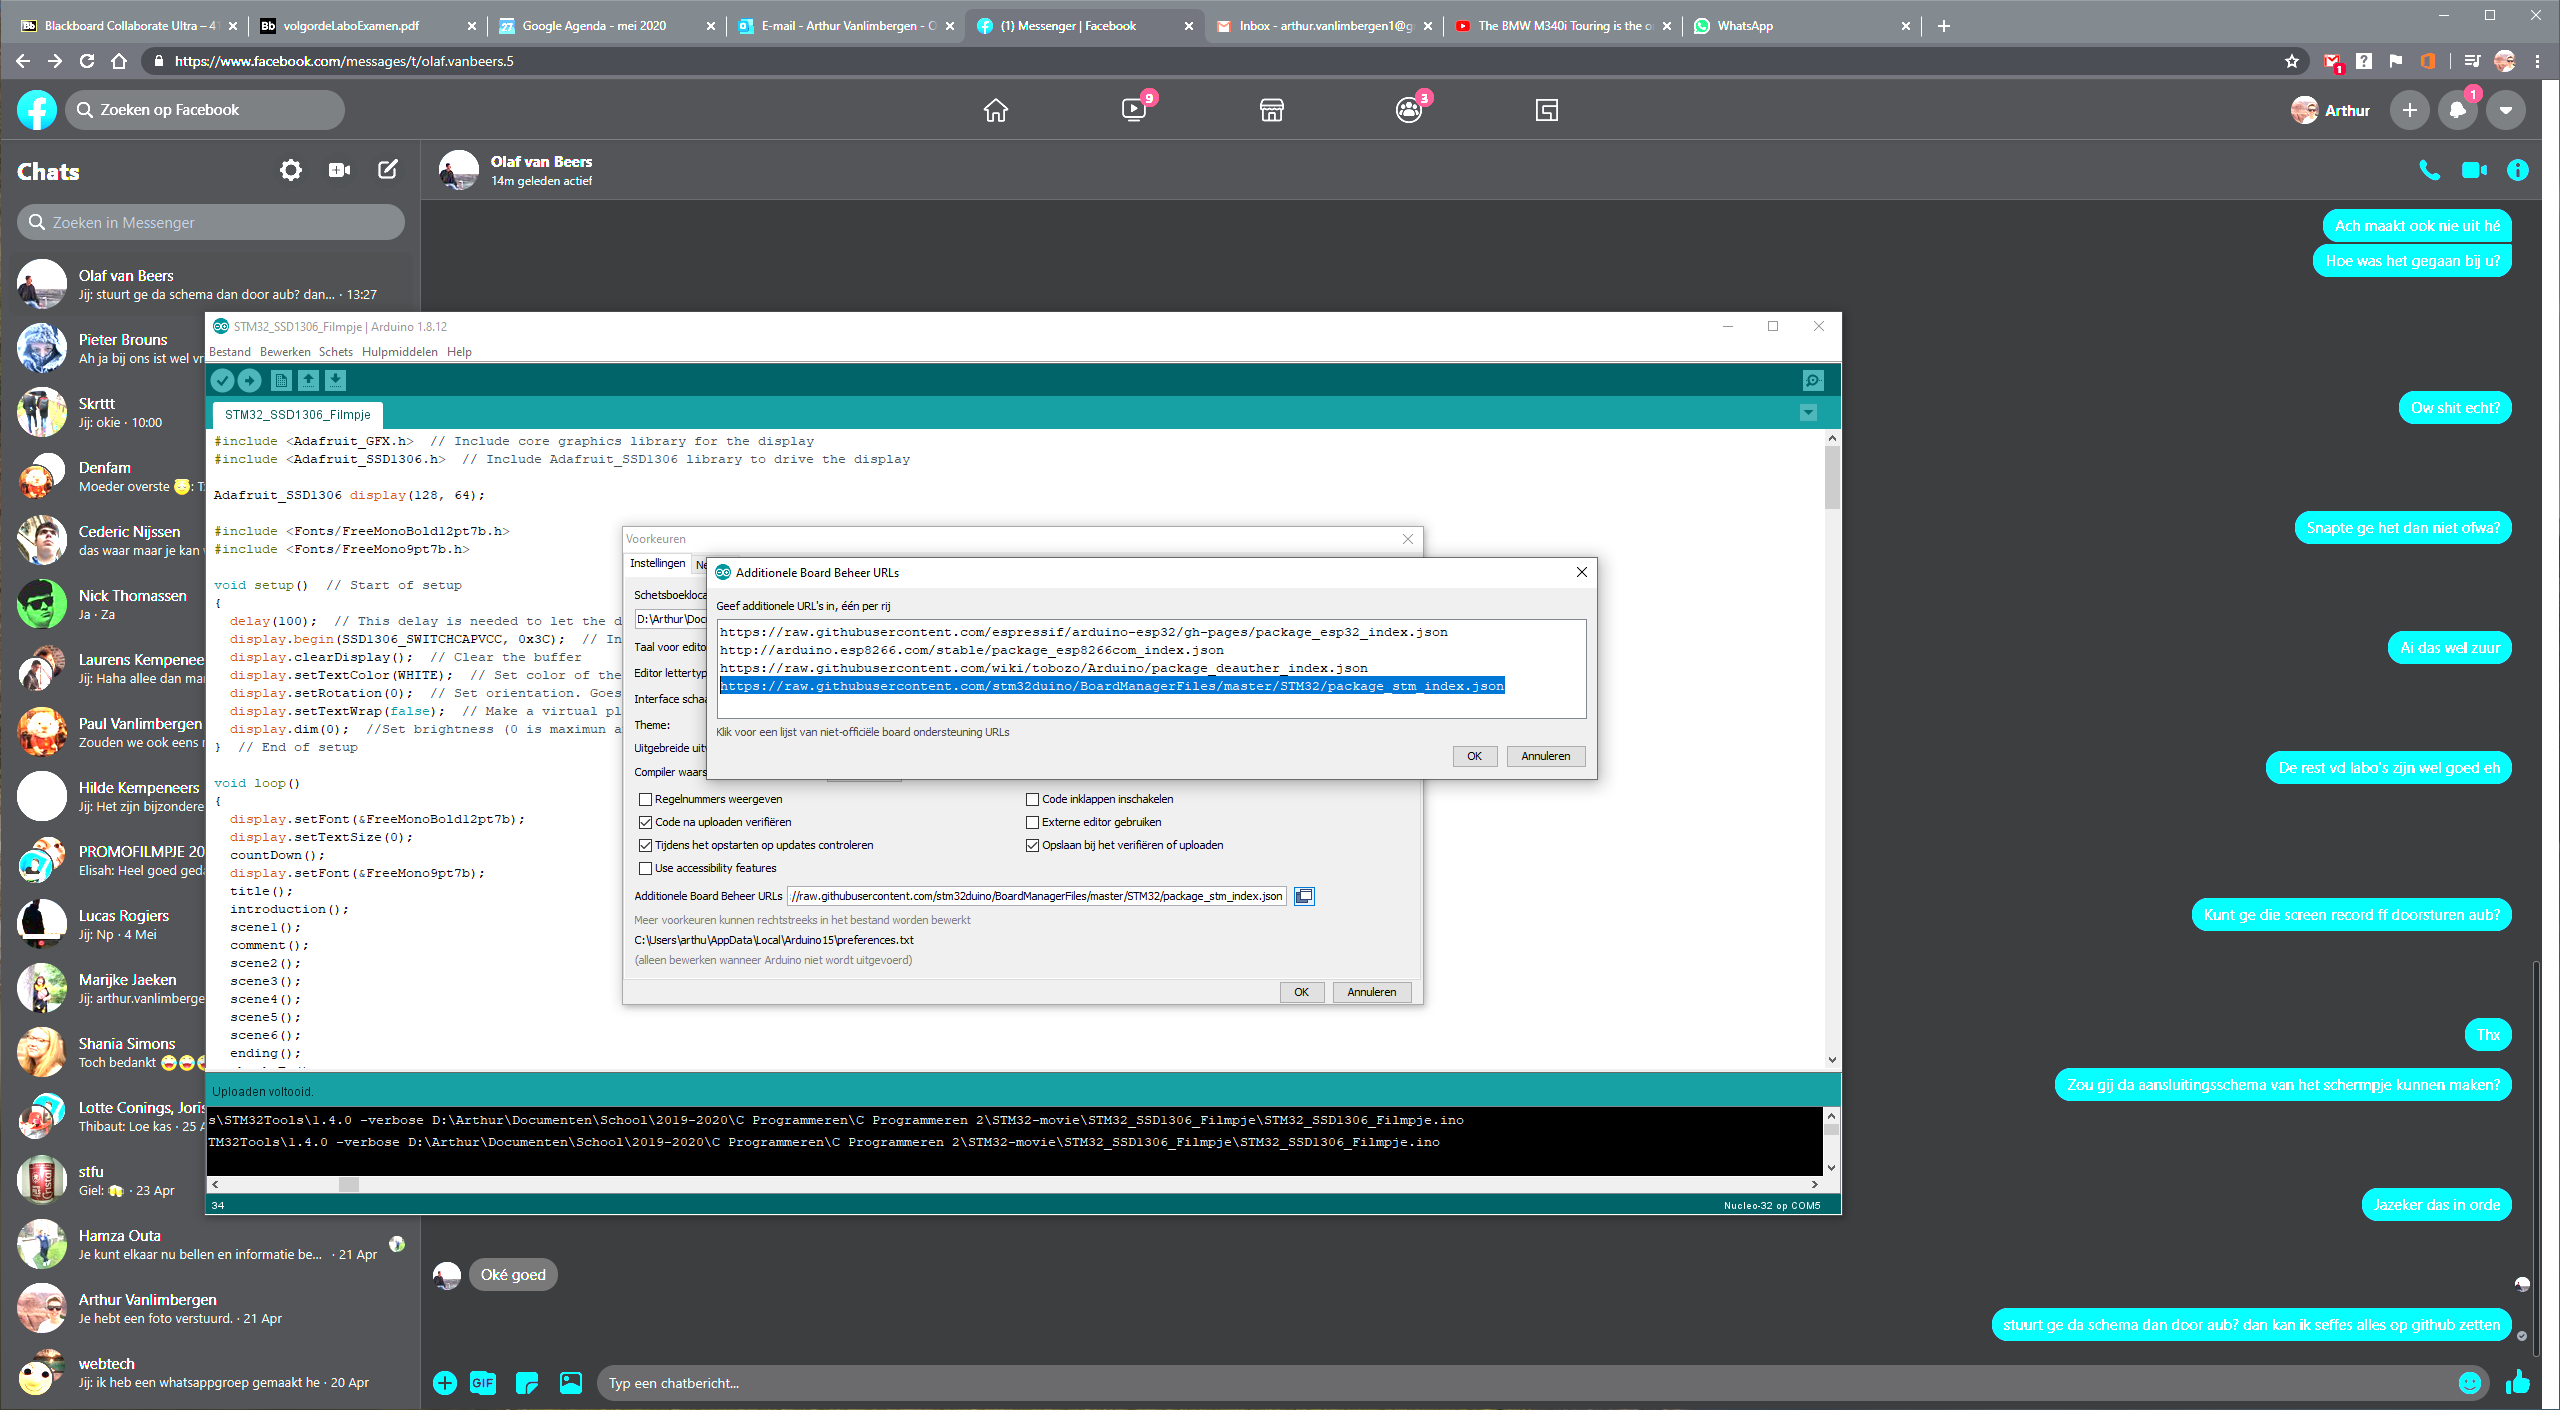 Blackboard Collaborate Ultra – 41
volgordeLaboExamen.pdf
Google Agenda - mei 2020
E-mail - Arthur Vanlimbergen - O
(1) Messenger | Facebook
Inbox - arthur.vanlimbergen1@g
The BMW M340i Touring is the o
WhatsApp
https://www.facebook.com/messages/t/olaf.vanbeers.5
1
Zoeken op Facebook
9
3
Arthur
1
Chats
Zoeken in Messenger
Olaf van Beers
14m geleden actief
Olaf van Beers
Jij: stuurt ge da schema dan door aub? dan... · 13:27
Pieter Brouns
Ah ja bij ons ist wel vri
Skrttt
Jij: okie · 10:00
Denfam
Moeder overste 😇: T
Cederic Nijssen
das waar maar je kan
Nick Thomassen
Ja · Za
Laurens Kempenee
Jij: Haha allee dan ma
Paul Vanlimbergen
Zouden we ook eens
Hilde Kempeneers
Jij: Het zijn bijzondere
PROMOFILMPJE 20
Elisah: Heel goed geda
Lucas Rogiers
Jij: Np · 4 Mei
Marijke Jaeken
Jij: arthur.vanlimberge
Shania Simons
Toch bedankt 😂😂
Lotte Conings, Joris
Thibaut: Loe kas · 25 A
stfu
Giel: 🍻 · 23 Apr
Hamza Outa
Je kunt elkaar nu bellen en informatie be... · 21 Apr
Arthur Vanlimbergen
Je hebt een foto verstuurd. · 21 Apr
webtech
Jij: ik heb een whatsappgroep gemaakt he · 20 Apr
Ach maakt ook nie uit hé
Hoe was het gegaan bij u?
Ow shit echt?
Snapte ge het dan niet ofwa?
Ai das wel zuur
De rest vd labo's zijn wel goed eh
Kunt ge die screen record ff doorsturen aub?
Thx
Zou gij da aansluitingsschema van het schermpje kunnen maken?
Jazeker das in orde
Oké goed
stuurt ge da schema dan door aub? dan kan ik seffes alles op github zetten
GIF
Typ een chatbericht...
STM32_SSD1306_Filmpje | Arduino 1.8.12
Bestand Bewerken Schets Hulpmiddelen Help
STM32_SSD1306_Filmpje
#include <Adafruit_GFX.h>  // Include core graphics library for the display
#include <Adafruit_SSD1306.h>  // Include Adafruit_SSD1306 library to drive the display
Adafruit_SSD1306 display(128, 64);
#include <Fonts/FreeMonoBold12pt7b.h>
#include <Fonts/FreeMono9pt7b.h>
void setup()  // Start of setup
{
delay(100);  // This delay is needed to let the d
display.begin(SSD1306_SWITCHCAPVCC, 0x3C);  // In
display.clearDisplay();  // Clear the buffer
display.setTextColor(WHITE);  // Set color of the
display.setRotation(0);  // Set orientation. Goes
display.setTextWrap(false);  // Make a virtual pl
display.dim(0);  //Set brightness (0 is maximun a
}  // End of setup
void loop()
{
display.setFont(&FreeMonoBold12pt7b);
display.setTextSize(0);
countDown();
display.setFont(&FreeMono9pt7b);
title();
introduction();
scene1();
comment();
scene2();
scene3();
scene4();
scene5();
scene6();
ending();
Uploaden voltooid.
s\STM32Tools\1.4.0 -verbose D:\Arthur\Documenten\School\2019-2020\C Programmeren\C Programmeren 2\STM32-movie\STM32_SSD1306_Filmpje\STM32_SSD1306_Filmpje.ino
TM32Tools\1.4.0 -verbose D:\Arthur\Documenten\School\2019-2020\C Programmeren\C Programmeren 2\STM32-movie\STM32_SSD1306_Filmpje\STM32_SSD1306_Filmpje.ino
34
Nucleo-32 op COM5
Voorkeuren
Instellingen Ne
Schetsboekloca
D:\Arthur\Doc
Taal voor edito
Editor lettertyp
Interface schaa
Theme:
Uitgebreide uit
Compiler waars
Regelnummers weergeven
Code inklappen inschakelen
Code na uploaden verifiëren
Externe editor gebruiken
Tijdens het opstarten op updates controleren
Opslaan bij het verifiëren of uploaden
Use accessibility features
Additionele Board Beheer URLs
://raw.githubusercontent.com/stm32duino/BoardManagerFiles/master/STM32/package_stm_index.json
Meer voorkeuren kunnen rechtstreeks in het bestand worden bewerkt
C:\Users\arthu\AppData\Local\Arduino15\preferences.txt
(alleen bewerken wanneer Arduino niet wordt uitgevoerd)
OK Annuleren
Additionele Board Beheer URLs
Geef additionele URL's in, één per rij
https://raw.githubusercontent.com/espressif/arduino-esp32/gh-pages/package_esp32_index.json
http://arduino.esp8266.com/stable/package_esp8266com_index.json
https://raw.githubusercontent.com/wiki/tobozo/Arduino/package_deauther_index.json
https://raw.githubusercontent.com/stm32duino/BoardManagerFiles/master/STM32/package_stm_index.json
Klik voor een lijst van niet-officiële board ondersteuning URLs
OK Annuleren